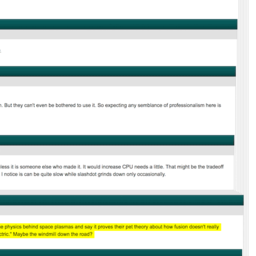 n. But they can't even be bothered to use it. So expecting any semblance of professionalism here is
less it is someone else who made it. It would increase CPU needs a little. That might be the tradeoff
I notice is can be quite slow while slashdot grinds down only occasionally.
e physics behind space plasmas and say it proves their pet theory about how fusion doesn't really
ctric." Maybe the windmill down the road?